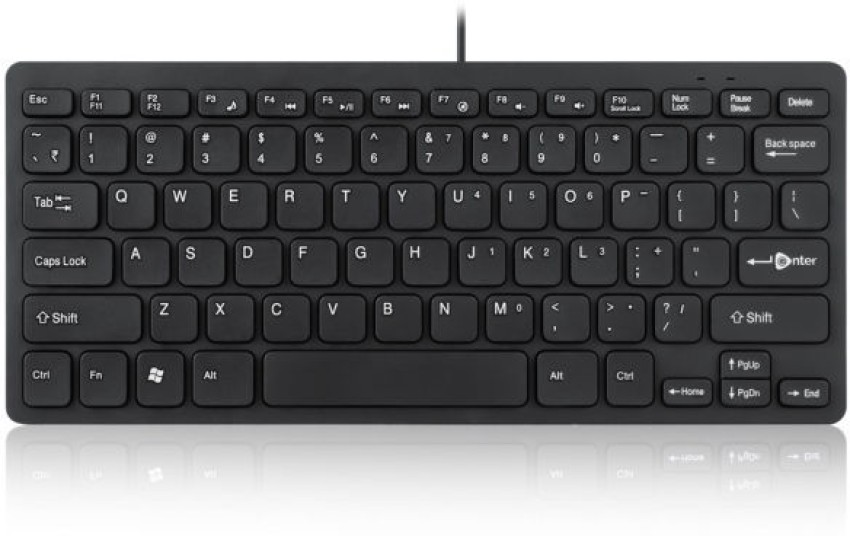 Esc F1 F11 F2 F12 F3 F4 F5 F6 F7 F8 F9 F10 Scroll Lock Num Lock Pause Break Delete
~ ` ₹ ! 1 @ 2 # 3 $ 4 % 5 ^ 6 & 7 7 * 8 8 ( 9 9 ) * 0 — - + = Back space
Tab Q W E R T Y U 4 I 5 O 6 P - { [ } ] ¦ \
Caps Lock A S D F G H J 1 K 2 L 3 : + ; " ' Enter
Shift Z X C V B N M 0 < , > . . ? / / Shift
Ctrl Fn Alt Alt Ctrl Home PgUp PgDn End